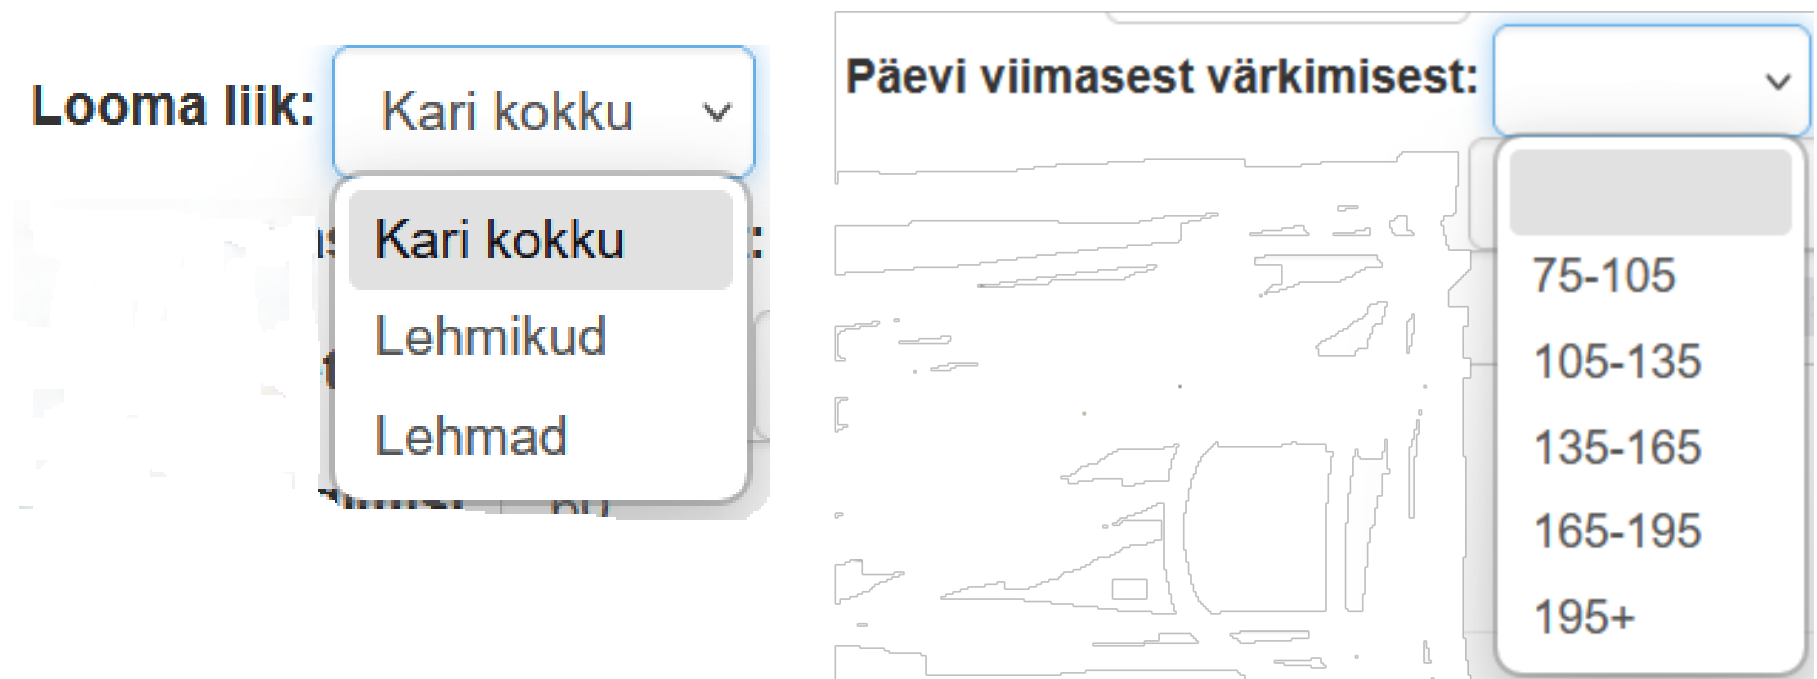 Looma liik:
Kari kokku
Kari kokku
Lehmikud
Lehmad
Päevi viimasest värkimisest:
75-105
105-135
135-165
165-195
195+